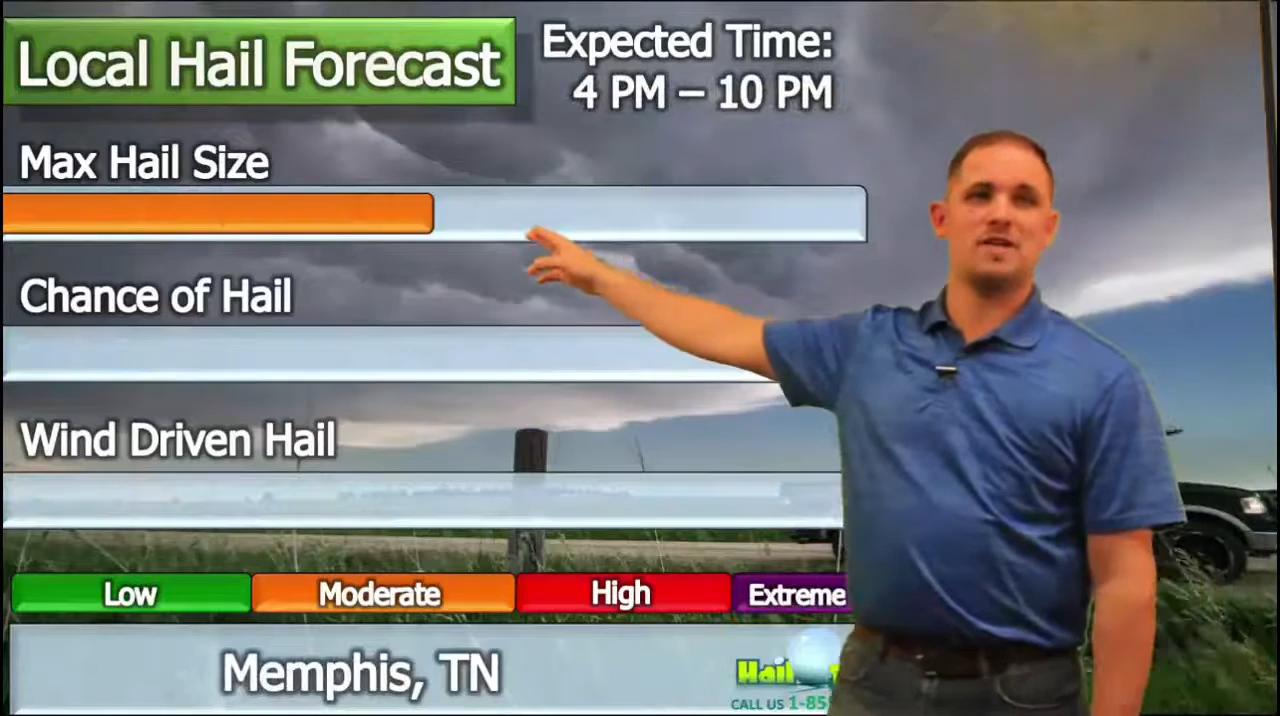 Local Hail Forecast
Expected Time:
4 PM – 10 PM
Max Hail Size
Chance of Hail
Wind Driven Hail
Low Moderate High Extreme
Memphis, TN
Hail
CALL US 1-85